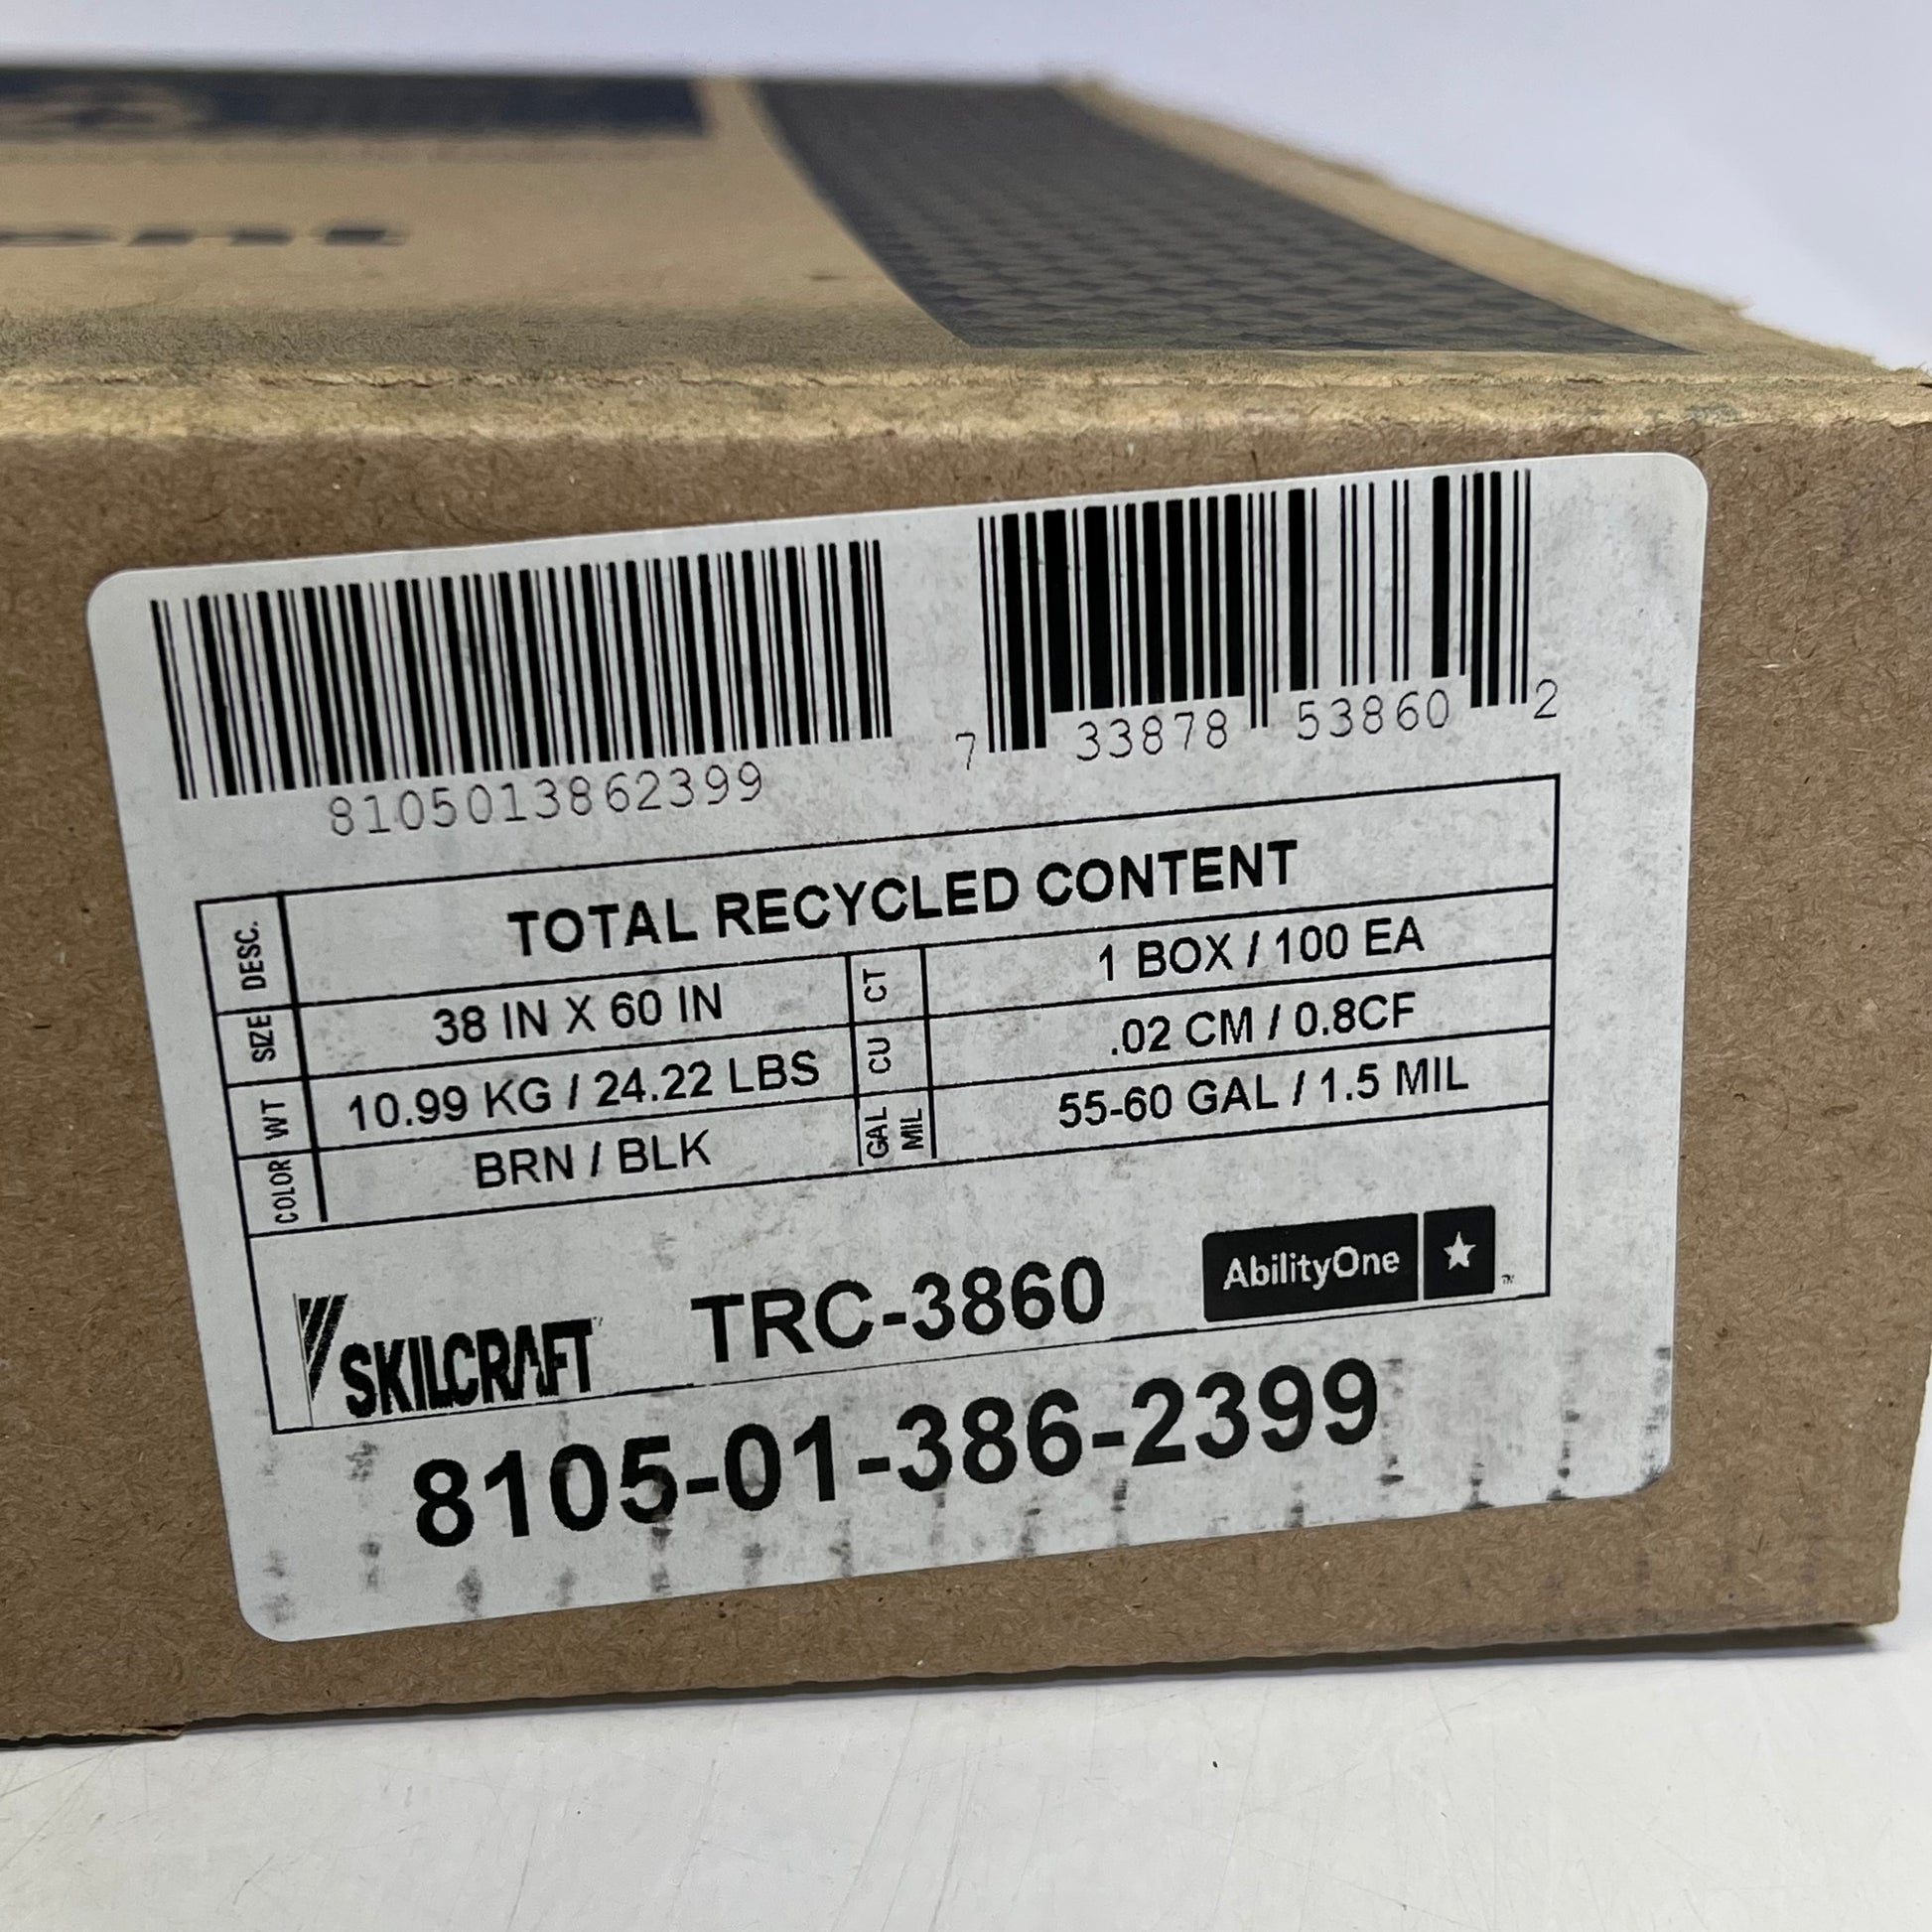 8105013862399
7 33878 53860 2
DESC. TOTAL RECYCLED CONTENT
SIZE 38 IN X 60 IN CT 1 BOX / 100 EA
WT 10.99 KG / 24.22 LBS CU .02 CM / 0.8CF
COLOR BRN / BLK GAL MIL 55-60 GAL / 1.5 MIL
SKILCRAFT TRC-3860 AbilityOne ™
8105-01-386-2399